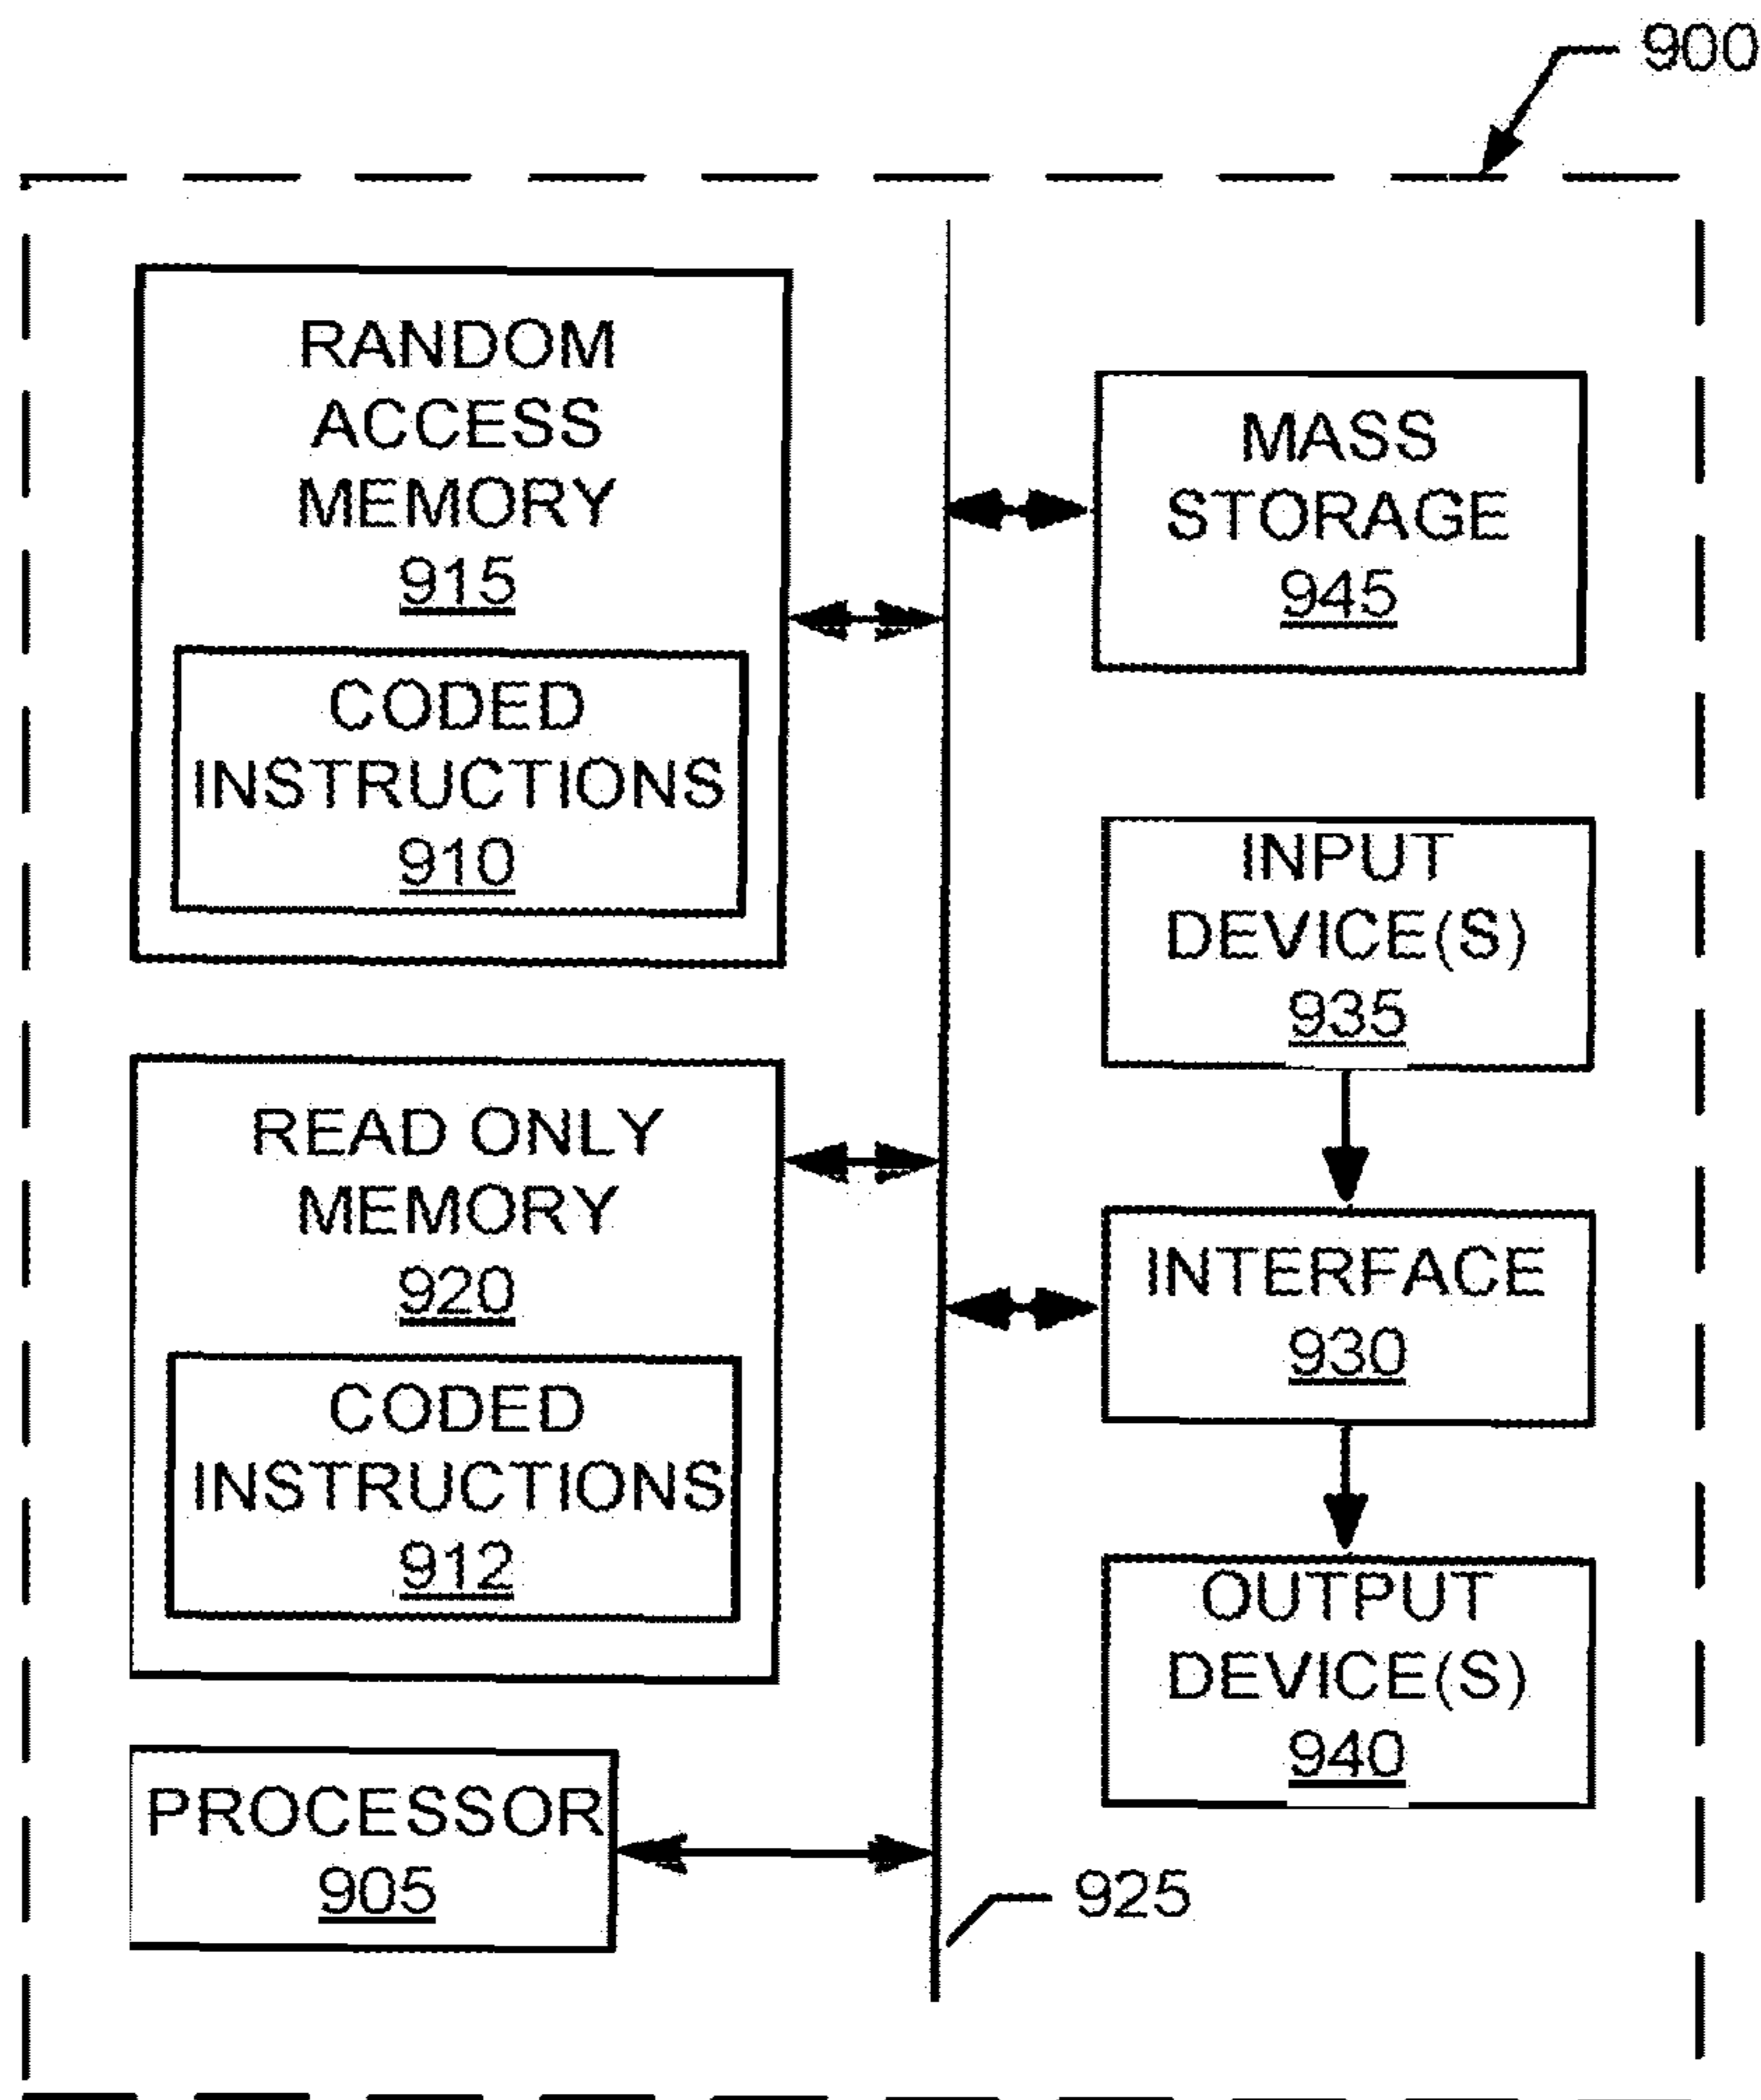 900
RANDOM
ACCESS
MEMORY
915
CODED
INSTRUCTIONS
910
READ ONLY
MEMORY
920
CODED
INSTRUCTIONS
912
PROCESSOR
905
MASS
STORAGE
945
INPUT
DEVICE(S)
935
INTERFACE
930
OUTPUT
DEVICE(S)
940
925